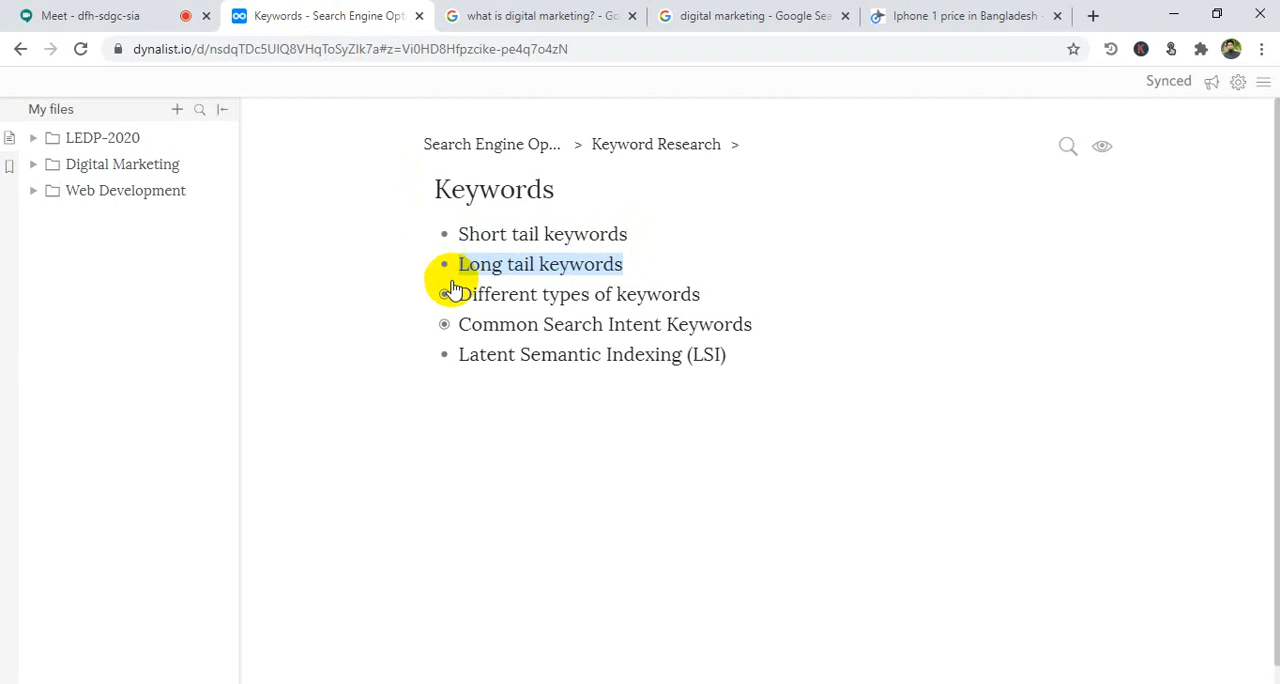 Meet - dfh-sdgc-sia
Keywords - Search Engine Opt
what is digital marketing? - Go
digital marketing - Google Sea
Iphone 1 price in Bangladesh -
dynalist.io/d/nsdqTDc5UlQ8VHqToSyZlk7a#z=Vi0HD8Hfpzcike-pe4q7o4zN
Synced
My files
LEDP-2020
Digital Marketing
Web Development
Search Engine Op... > Keyword Research >
Keywords
Short tail keywords
Long tail keywords
Different types of keywords
Common Search Intent Keywords
Latent Semantic Indexing (LSI)